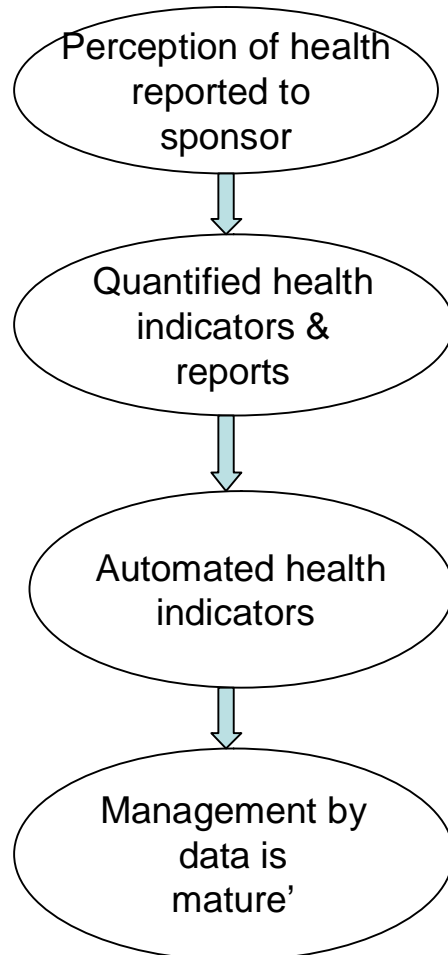 Perception of health
reported to
sponsor
Quantified health
indicators &
reports
Automated health
indicators
Management by
data is
mature’